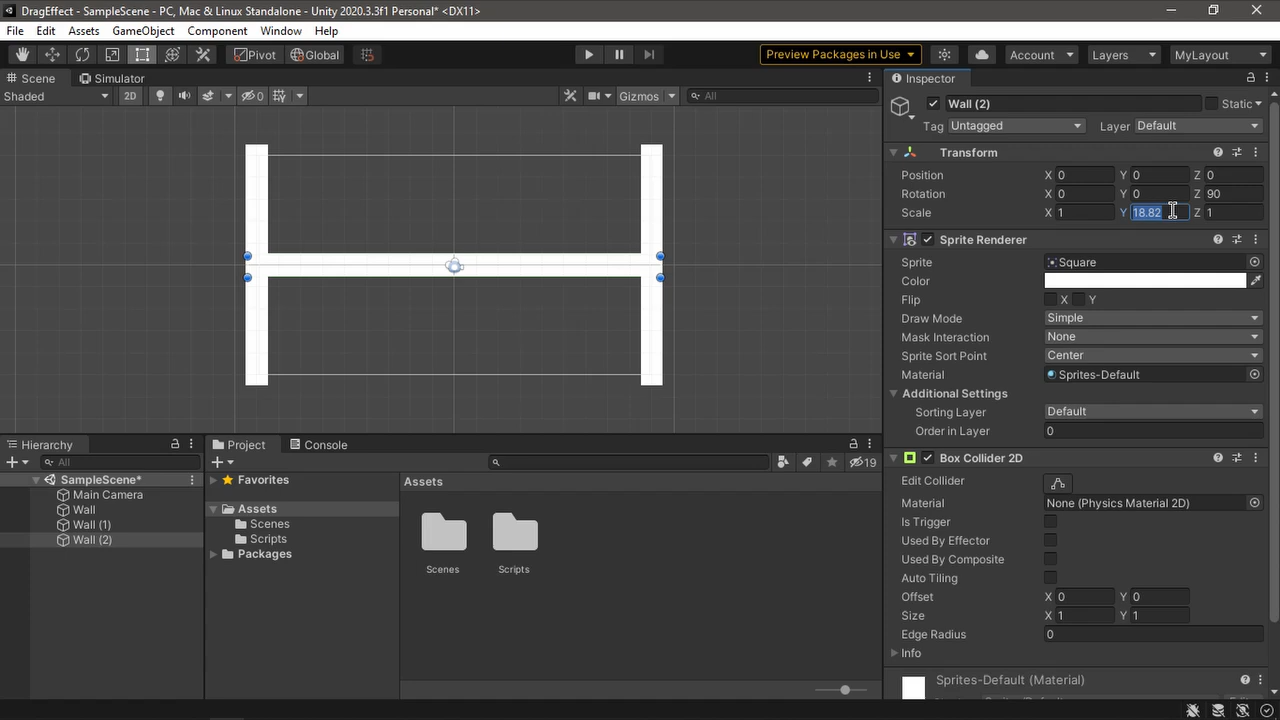 DragEffect - SampleScene - PC, Mac & Linux Standalone - Unity 2020.3.3f1 Personal* <DX11>
File Edit Assets GameObject Component Window Help
Pivot Global Preview Packages in Use Account Layers MyLayout
Scene Simulator
Shaded 2D 0 Gizmos All
Inspector
Wall (2) Static
Tag Untagged Layer Default
Transform
Position X 0 Y 0 Z 0
Rotation X 0 Y 0 Z 90
Scale X 1 Y 18.82 Z 1
Sprite Renderer
Sprite Square
Color
Flip X Y
Draw Mode Simple
Mask Interaction None
Sprite Sort Point Center
Material Sprites-Default
Additional Settings
Sorting Layer Default
Order in Layer 0
Box Collider 2D
Edit Collider
Material None (Physics Material 2D)
Is Trigger
Used By Effector
Used By Composite
Auto Tiling
Offset X 0 Y 0
Size X 1 Y 1
Edge Radius 0
Info
Sprites-Default (Material)
Hierarchy
All
SampleScene*
Main Camera
Wall
Wall (1)
Wall (2)
Project Console
19
Favorites
Assets
Scenes
Scripts
Packages
Assets
Scenes Scripts